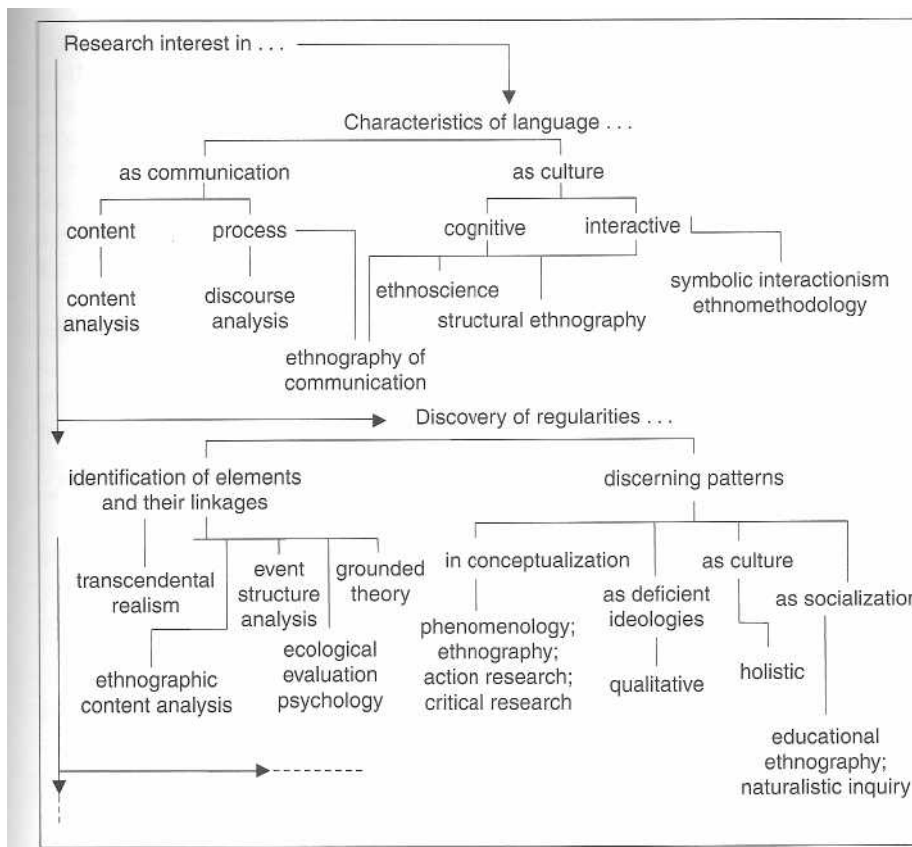 Research interest in . . .
Characteristics of language . . .
as communication
as culture
content
process
cognitive
interactive
content
analysis
discourse
analysis
ethnoscience
structural ethnography
symbolic interactionism
ethnomethodology
ethnography of
communication
Discovery of regularities . . .
identification of elements
and their linkages
discerning patterns
transcendental
realism
event
structure
analysis
grounded
theory
in conceptualization
as deficient
ideologies
as culture
as socialization
ethnographic
content analysis
ecological
evaluation
psychology
phenomenology;
ethnography;
action research;
critical research
qualitative
holistic
educational
ethnography;
naturalistic inquiry